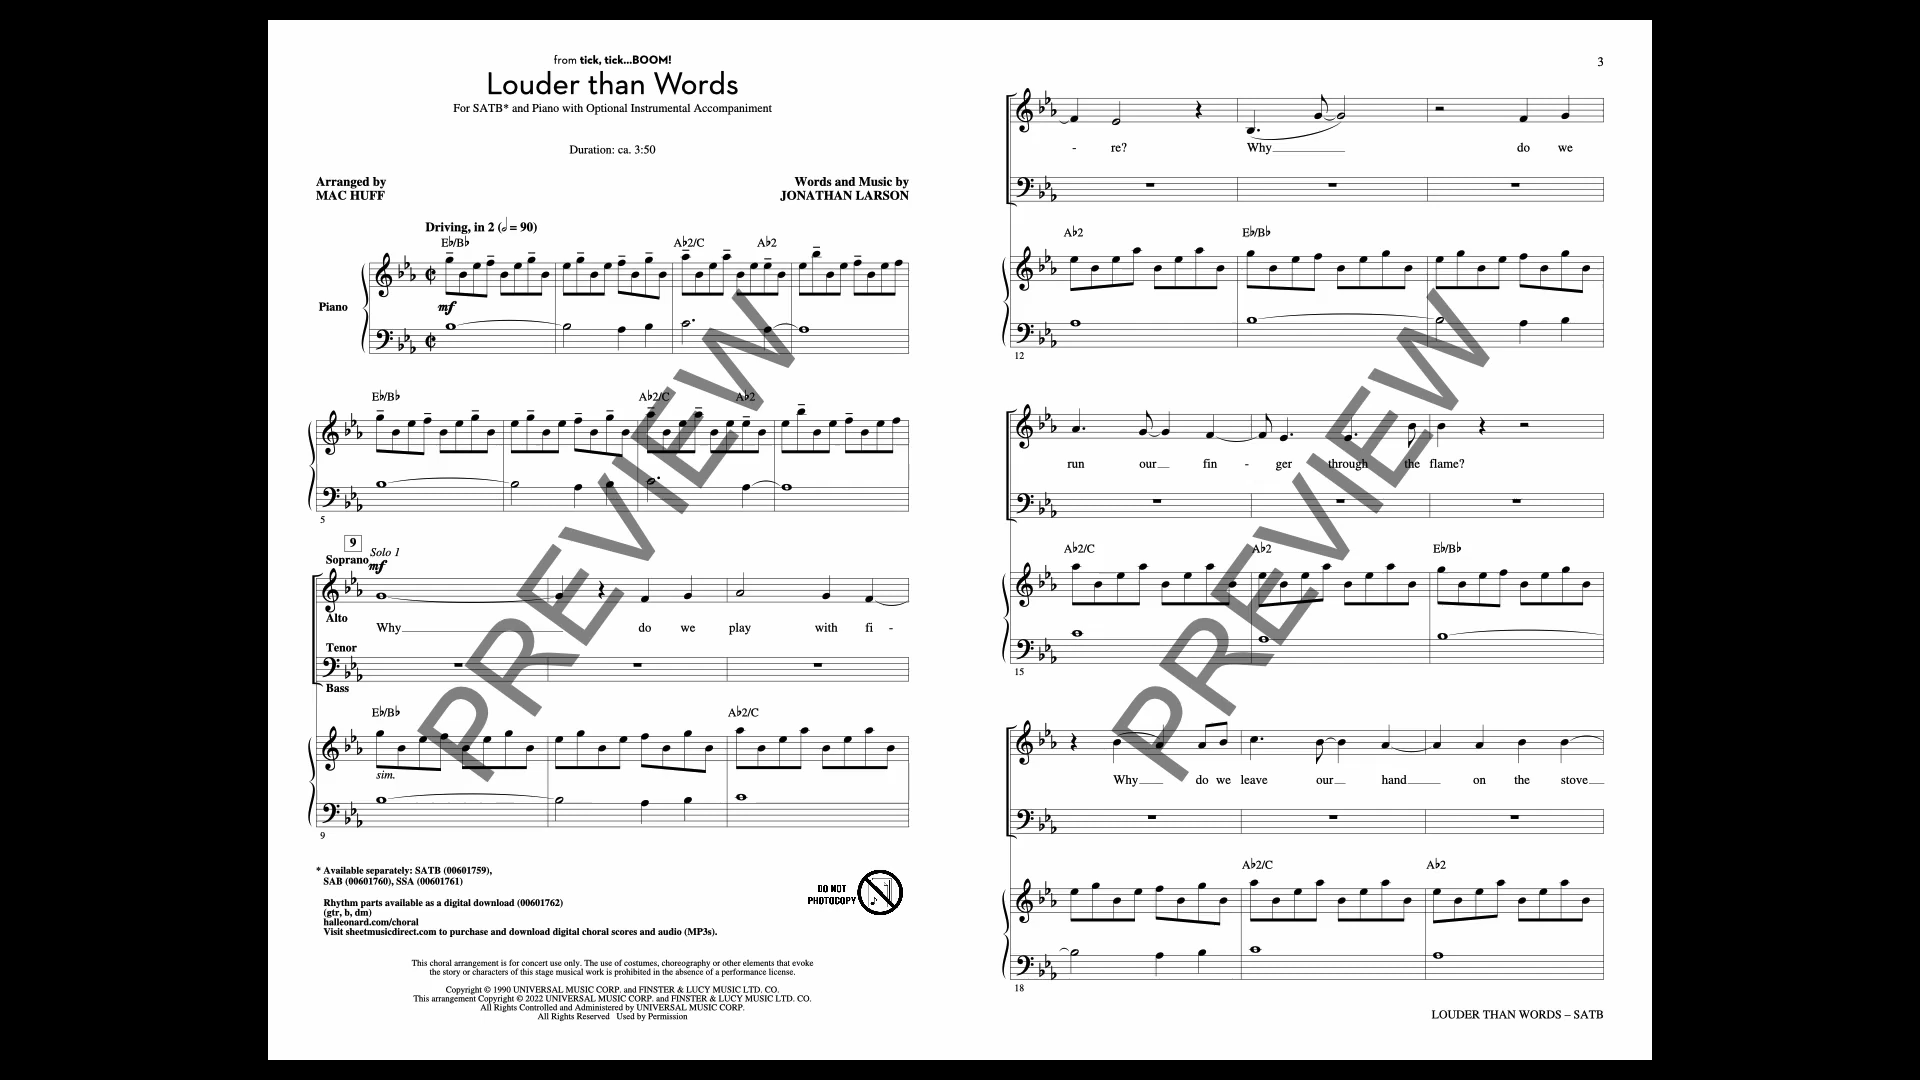 from tick, tick...BOOM!
Louder than Words
For SATB* and Piano with Optional Instrumental Accompaniment
Duration: ca. 3:50
Arranged by
MAC HUFF
Words and Music by
JONATHAN LARSON
Driving, in 2 (𝅗𝅥 = 90)
E♭/B♭ A♭2/C A♭2
Piano
mf
E♭/B♭ A♭2/C A♭2
5
9
Solo 1
Soprano
mf
Alto
Why do we play with fi -
Tenor
Bass
E♭/B♭ A♭2/C
sim.
9
* Available separately: SATB (00601759),
SAB (00601760), SSA (00601761)
Rhythm parts available as a digital download (00601762)
(gtr, b, dm)
halleonard.com/choral
Visit sheetmusicdirect.com to purchase and download digital choral scores and audio (MP3s).
DO NOT
PHOTOCOPY
This choral arrangement is for concert use only. The use of costumes, choreography or other elements that evoke
the story or characters of this stage musical work is prohibited in the absence of a performance license.
Copyright © 1990 UNIVERSAL MUSIC CORP. and FINSTER & LUCY MUSIC LTD. CO.
This arrangement Copyright © 2022 UNIVERSAL MUSIC CORP. and FINSTER & LUCY MUSIC LTD. CO.
All Rights Controlled and Administered by UNIVERSAL MUSIC CORP.
All Rights Reserved Used by Permission
PREVIEW
3
- re? Why do we
A♭2 E♭/B♭
12
run our fin - ger through the flame?
A♭2/C A♭2 E♭/B♭
15
Why do we leave our hand on the stove
A♭2/C A♭2
18
LOUDER THAN WORDS – SATB
PREVIEW